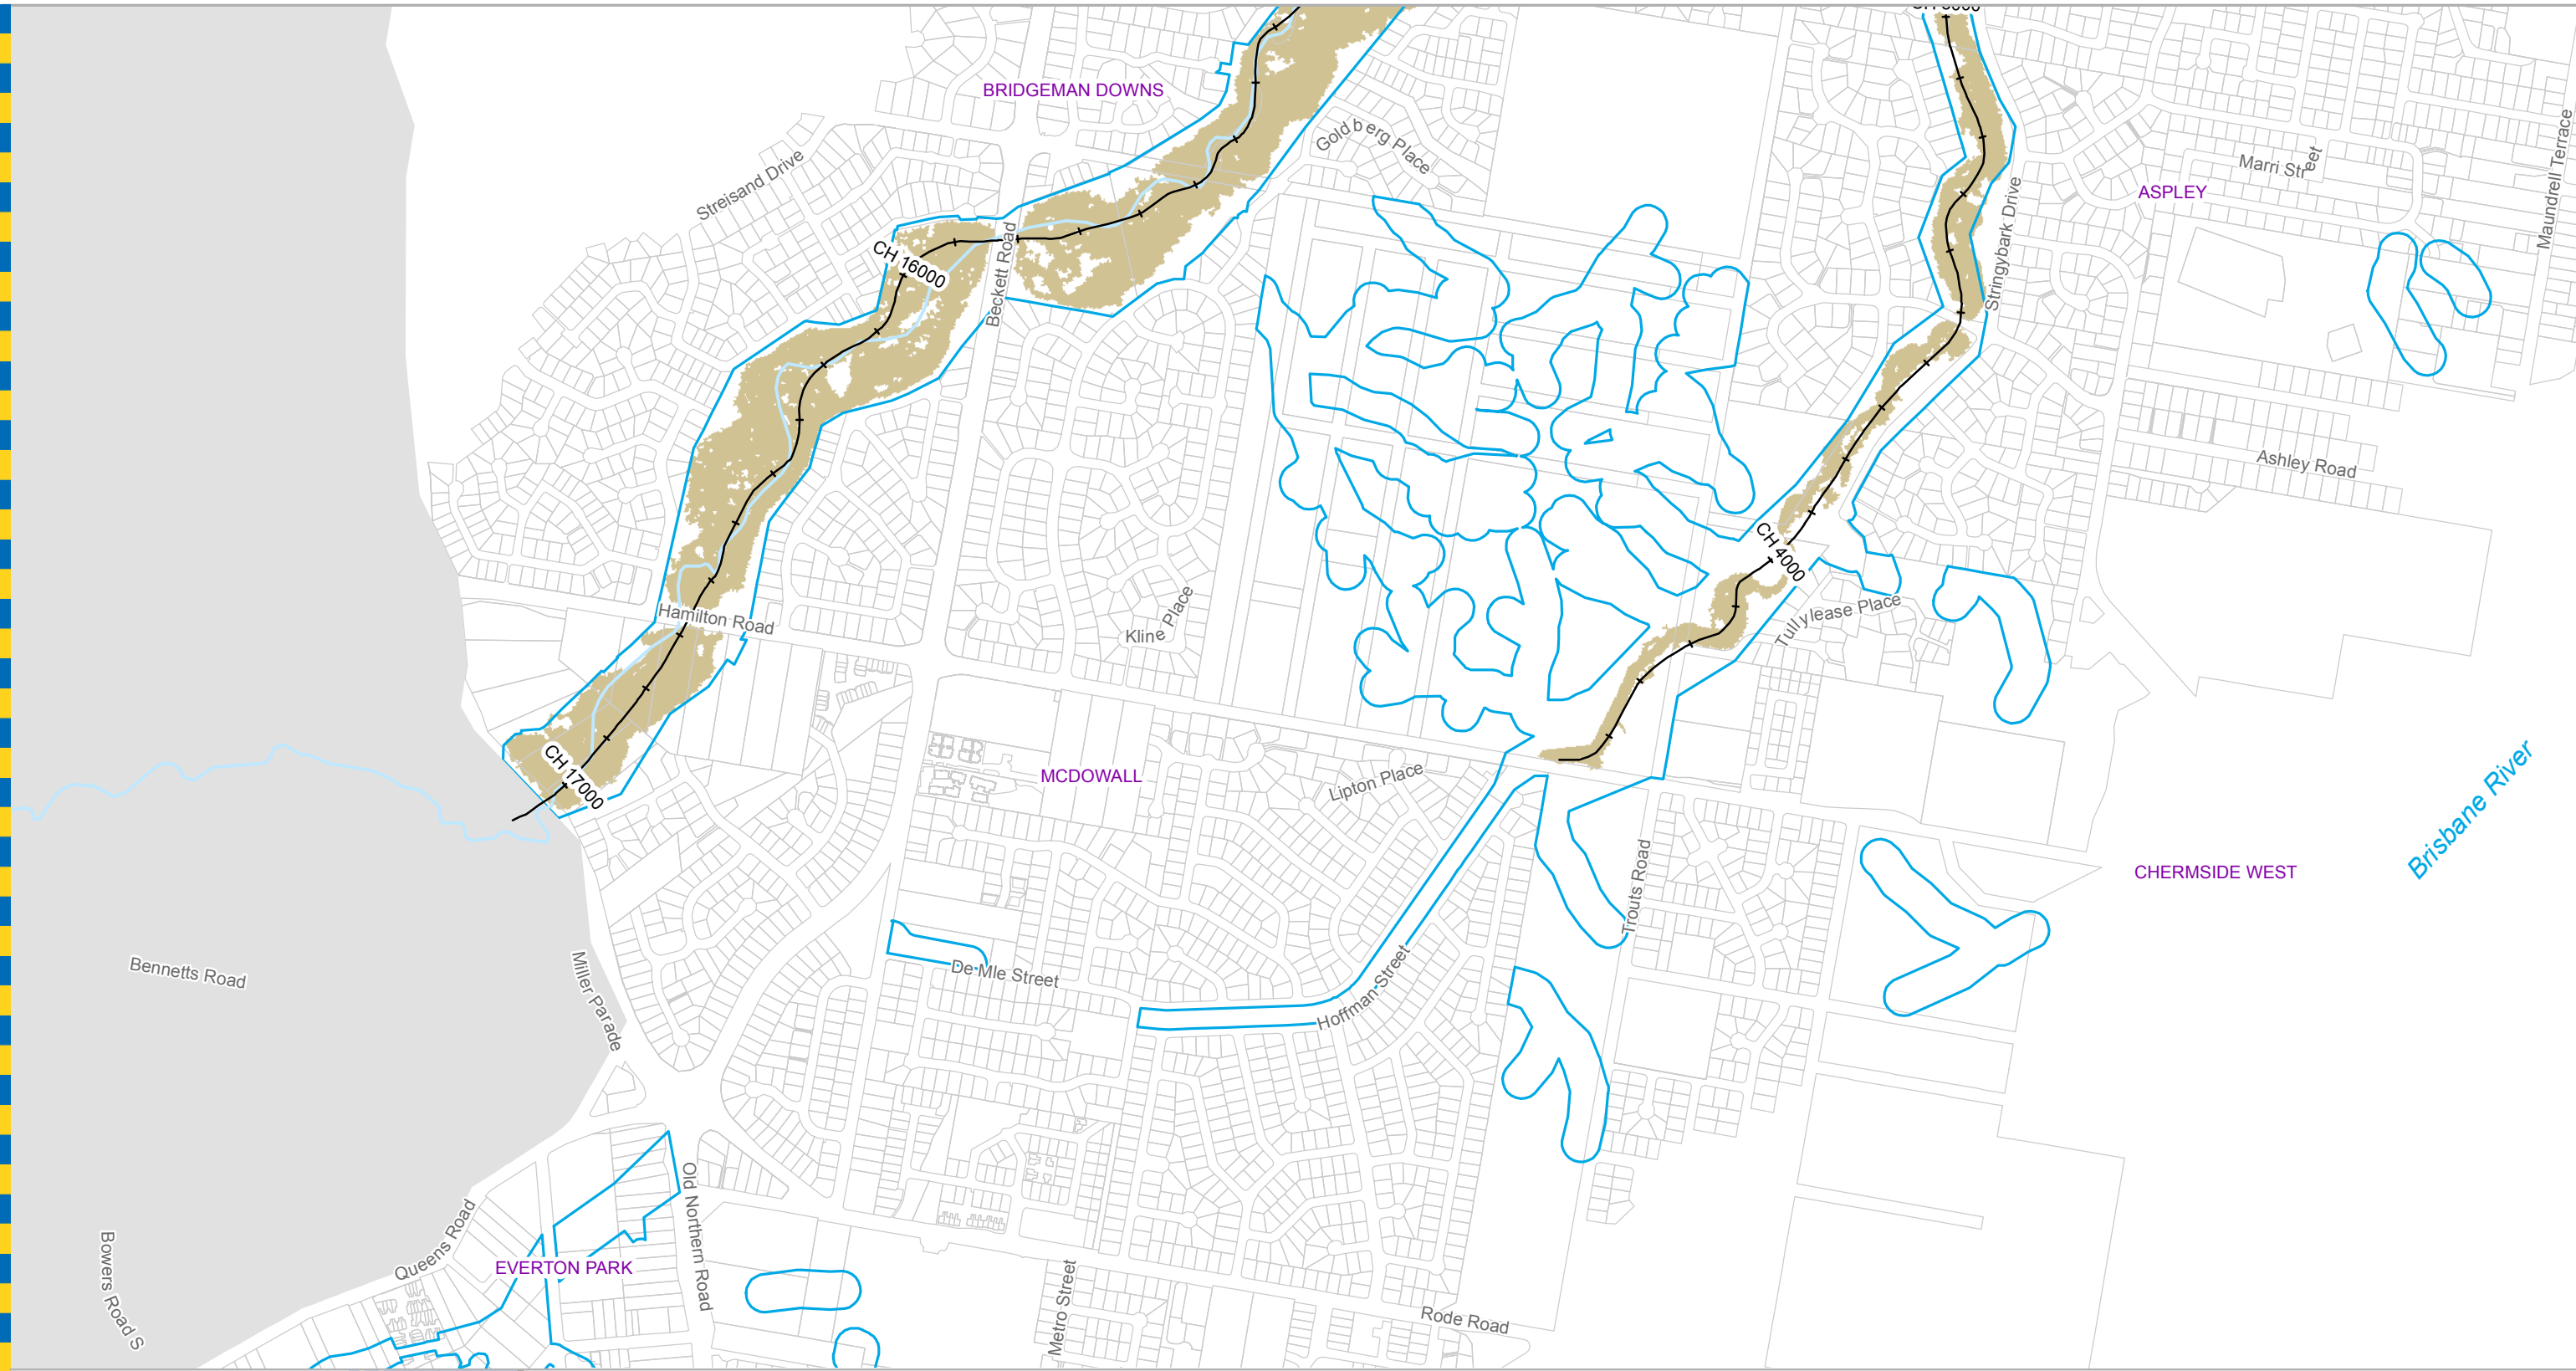 CH 5000
BRIDGEMAN DOWNS
Goldberg Place
Streisand Drive
Marri Street
Maundrell Terrace
ASPLEY
Stringybark Drive
CH 16000
Beckett Road
Ashley Road
CH 4000
Hamilton Road
Kline Place
Tullylease Place
CH 17000
MCDOWALL
Lipton Place
Brisbane River
CHERMSIDE WEST
Trouts Road
Bennetts Road
De Mle Street
Miller Parade
Hoffman Street
Old Northern Road
Queens Road
Bowers Road S
EVERTON PARK
Metro Street
Rode Road